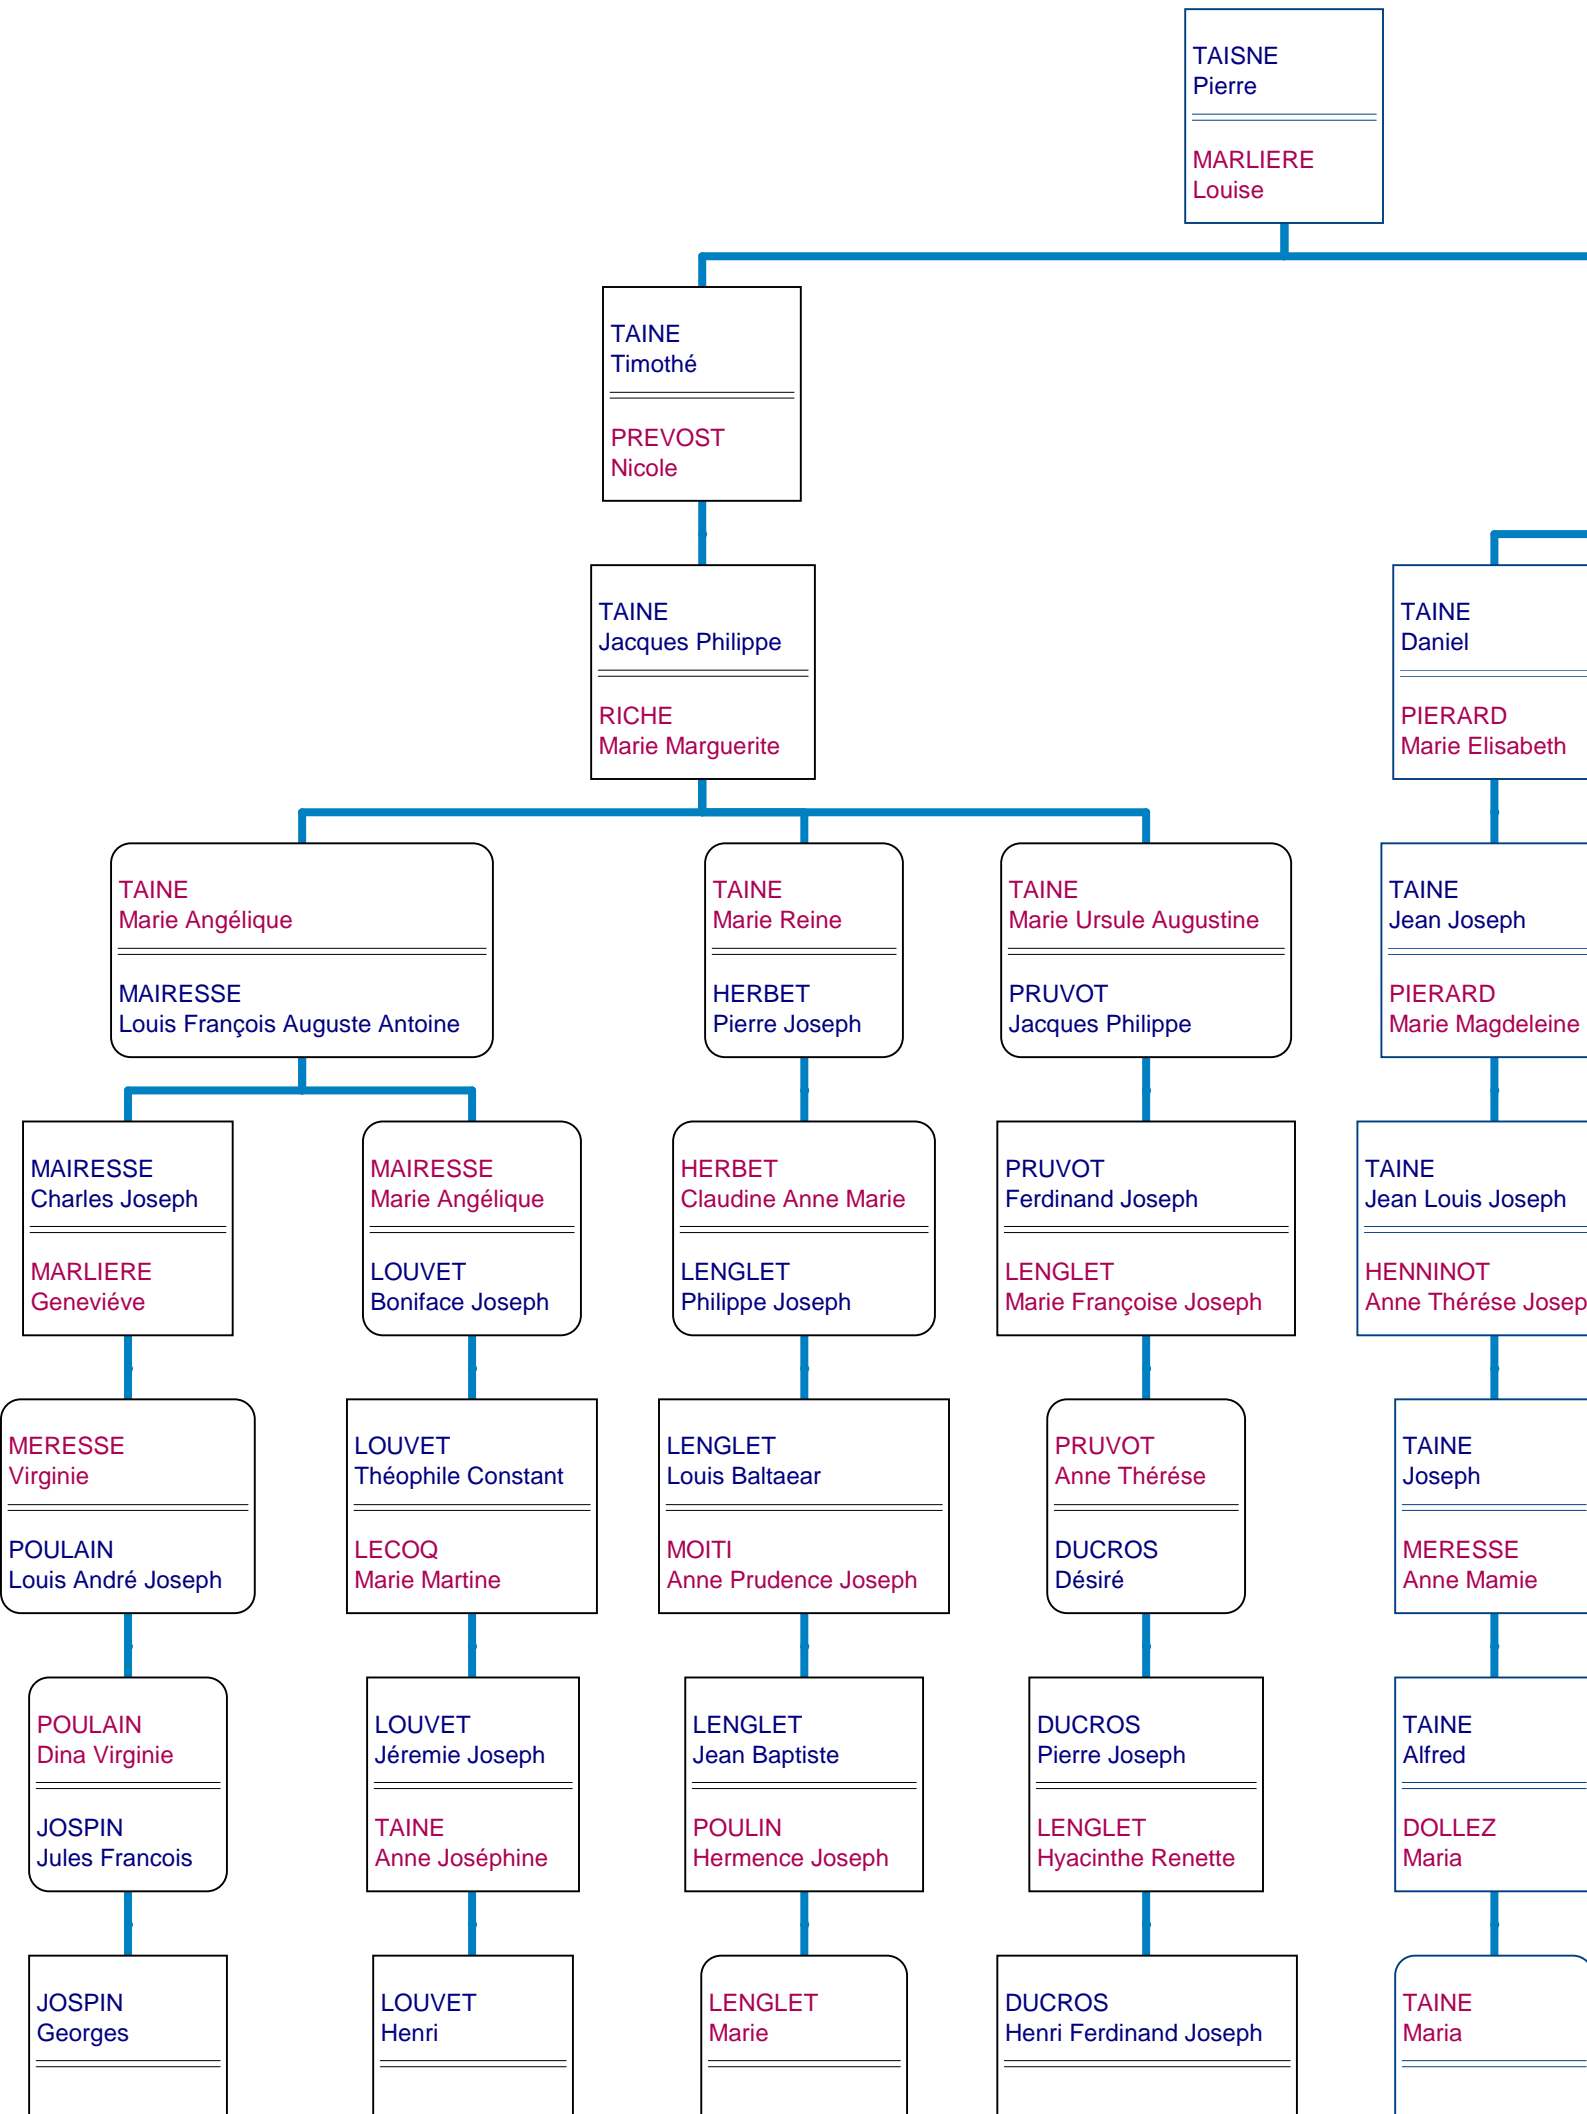 TAISNE
Pierre
MARLIERE
Louise
TAINE
Timothé
PREVOST
Nicole
TAINE
Jacques Philippe
RICHE
Marie Marguerite
TAINE
Daniel
PIERARD
Marie Elisabeth
TAINE
Marie Angélique
MAIRESSE
Louis François Auguste Antoine
TAINE
Marie Reine
HERBET
Pierre Joseph
TAINE
Marie Ursule Augustine
PRUVOT
Jacques Philippe
TAINE
Jean Joseph
PIERARD
Marie Magdeleine
MAIRESSE
Charles Joseph
MARLIERE
Geneviéve
MAIRESSE
Marie Angélique
LOUVET
Boniface Joseph
HERBET
Claudine Anne Marie
LENGLET
Philippe Joseph
PRUVOT
Ferdinand Joseph
LENGLET
Marie Françoise Joseph
TAINE
Jean Louis Joseph
HENNINOT
Anne Thérése Josep
MERESSE
Virginie
POULAIN
Louis André Joseph
LOUVET
Théophile Constant
LECOQ
Marie Martine
LENGLET
Louis Baltaear
MOITI
Anne Prudence Joseph
PRUVOT
Anne Thérése
DUCROS
Désiré
TAINE
Joseph
MERESSE
Anne Mamie
POULAIN
Dina Virginie
JOSPIN
Jules Francois
LOUVET
Jéremie Joseph
TAINE
Anne Joséphine
LENGLET
Jean Baptiste
POULIN
Hermence Joseph
DUCROS
Pierre Joseph
LENGLET
Hyacinthe Renette
TAINE
Alfred
DOLLEZ
Maria
JOSPIN
Georges
LOUVET
Henri
LENGLET
Marie
DUCROS
Henri Ferdinand Joseph
TAINE
Maria